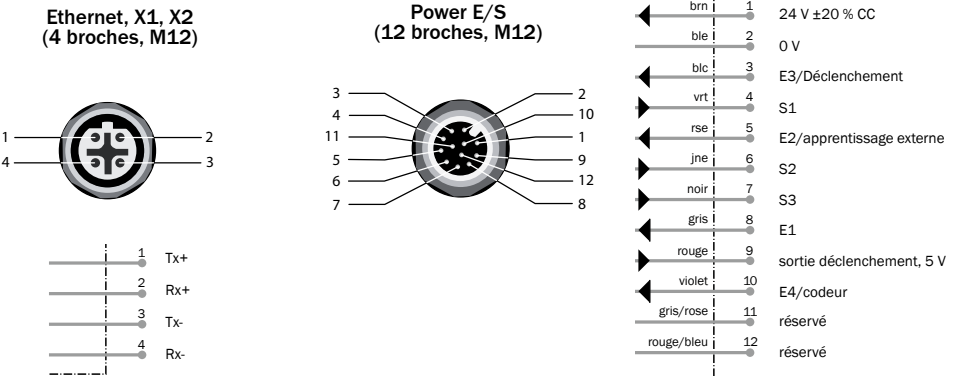 Ethernet, X1, X2
(4 broches, M12)
1
2
4
3
1 Tx+
2 Rx+
3 Tx-
4 Rx-
Power E/S
(12 broches, M12)
3
2
4
10
11
1
5
9
6
12
7
8
brn 1 24 V ±20 % CC
ble 2 0 V
blc 3 E3/Déclenchement
vrt 4 S1
rse 5 E2/apprentissage externe
jne 6 S2
noir 7 S3
gris 8 E1
rouge 9 sortie déclenchement, 5 V
violet 10 E4/codeur
gris/rose 11 réservé
rouge/bleu 12 réservé